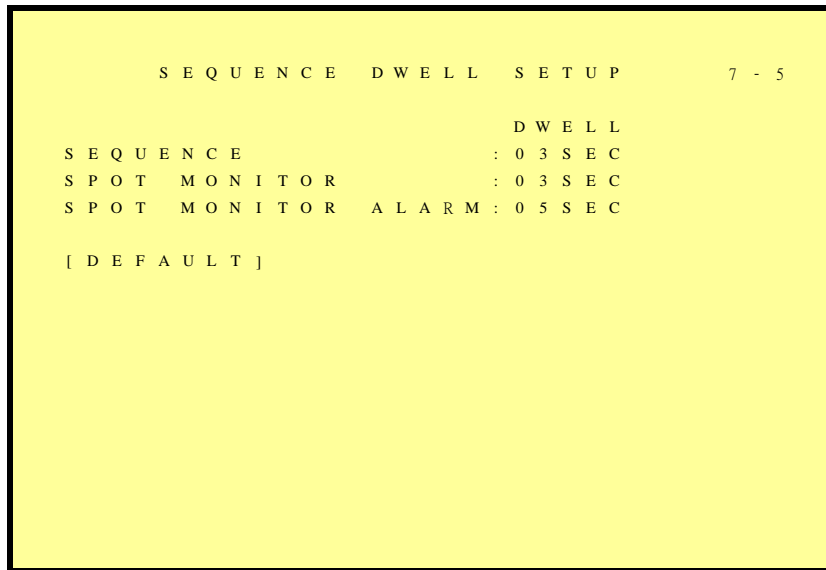 SEQUENCE DWELL SETUP 7-5
DWELL
SEQUENCE :03SEC
SPOT MONITOR :03SEC
SPOT MONITOR ALARM:05SEC
[DEFAULT]